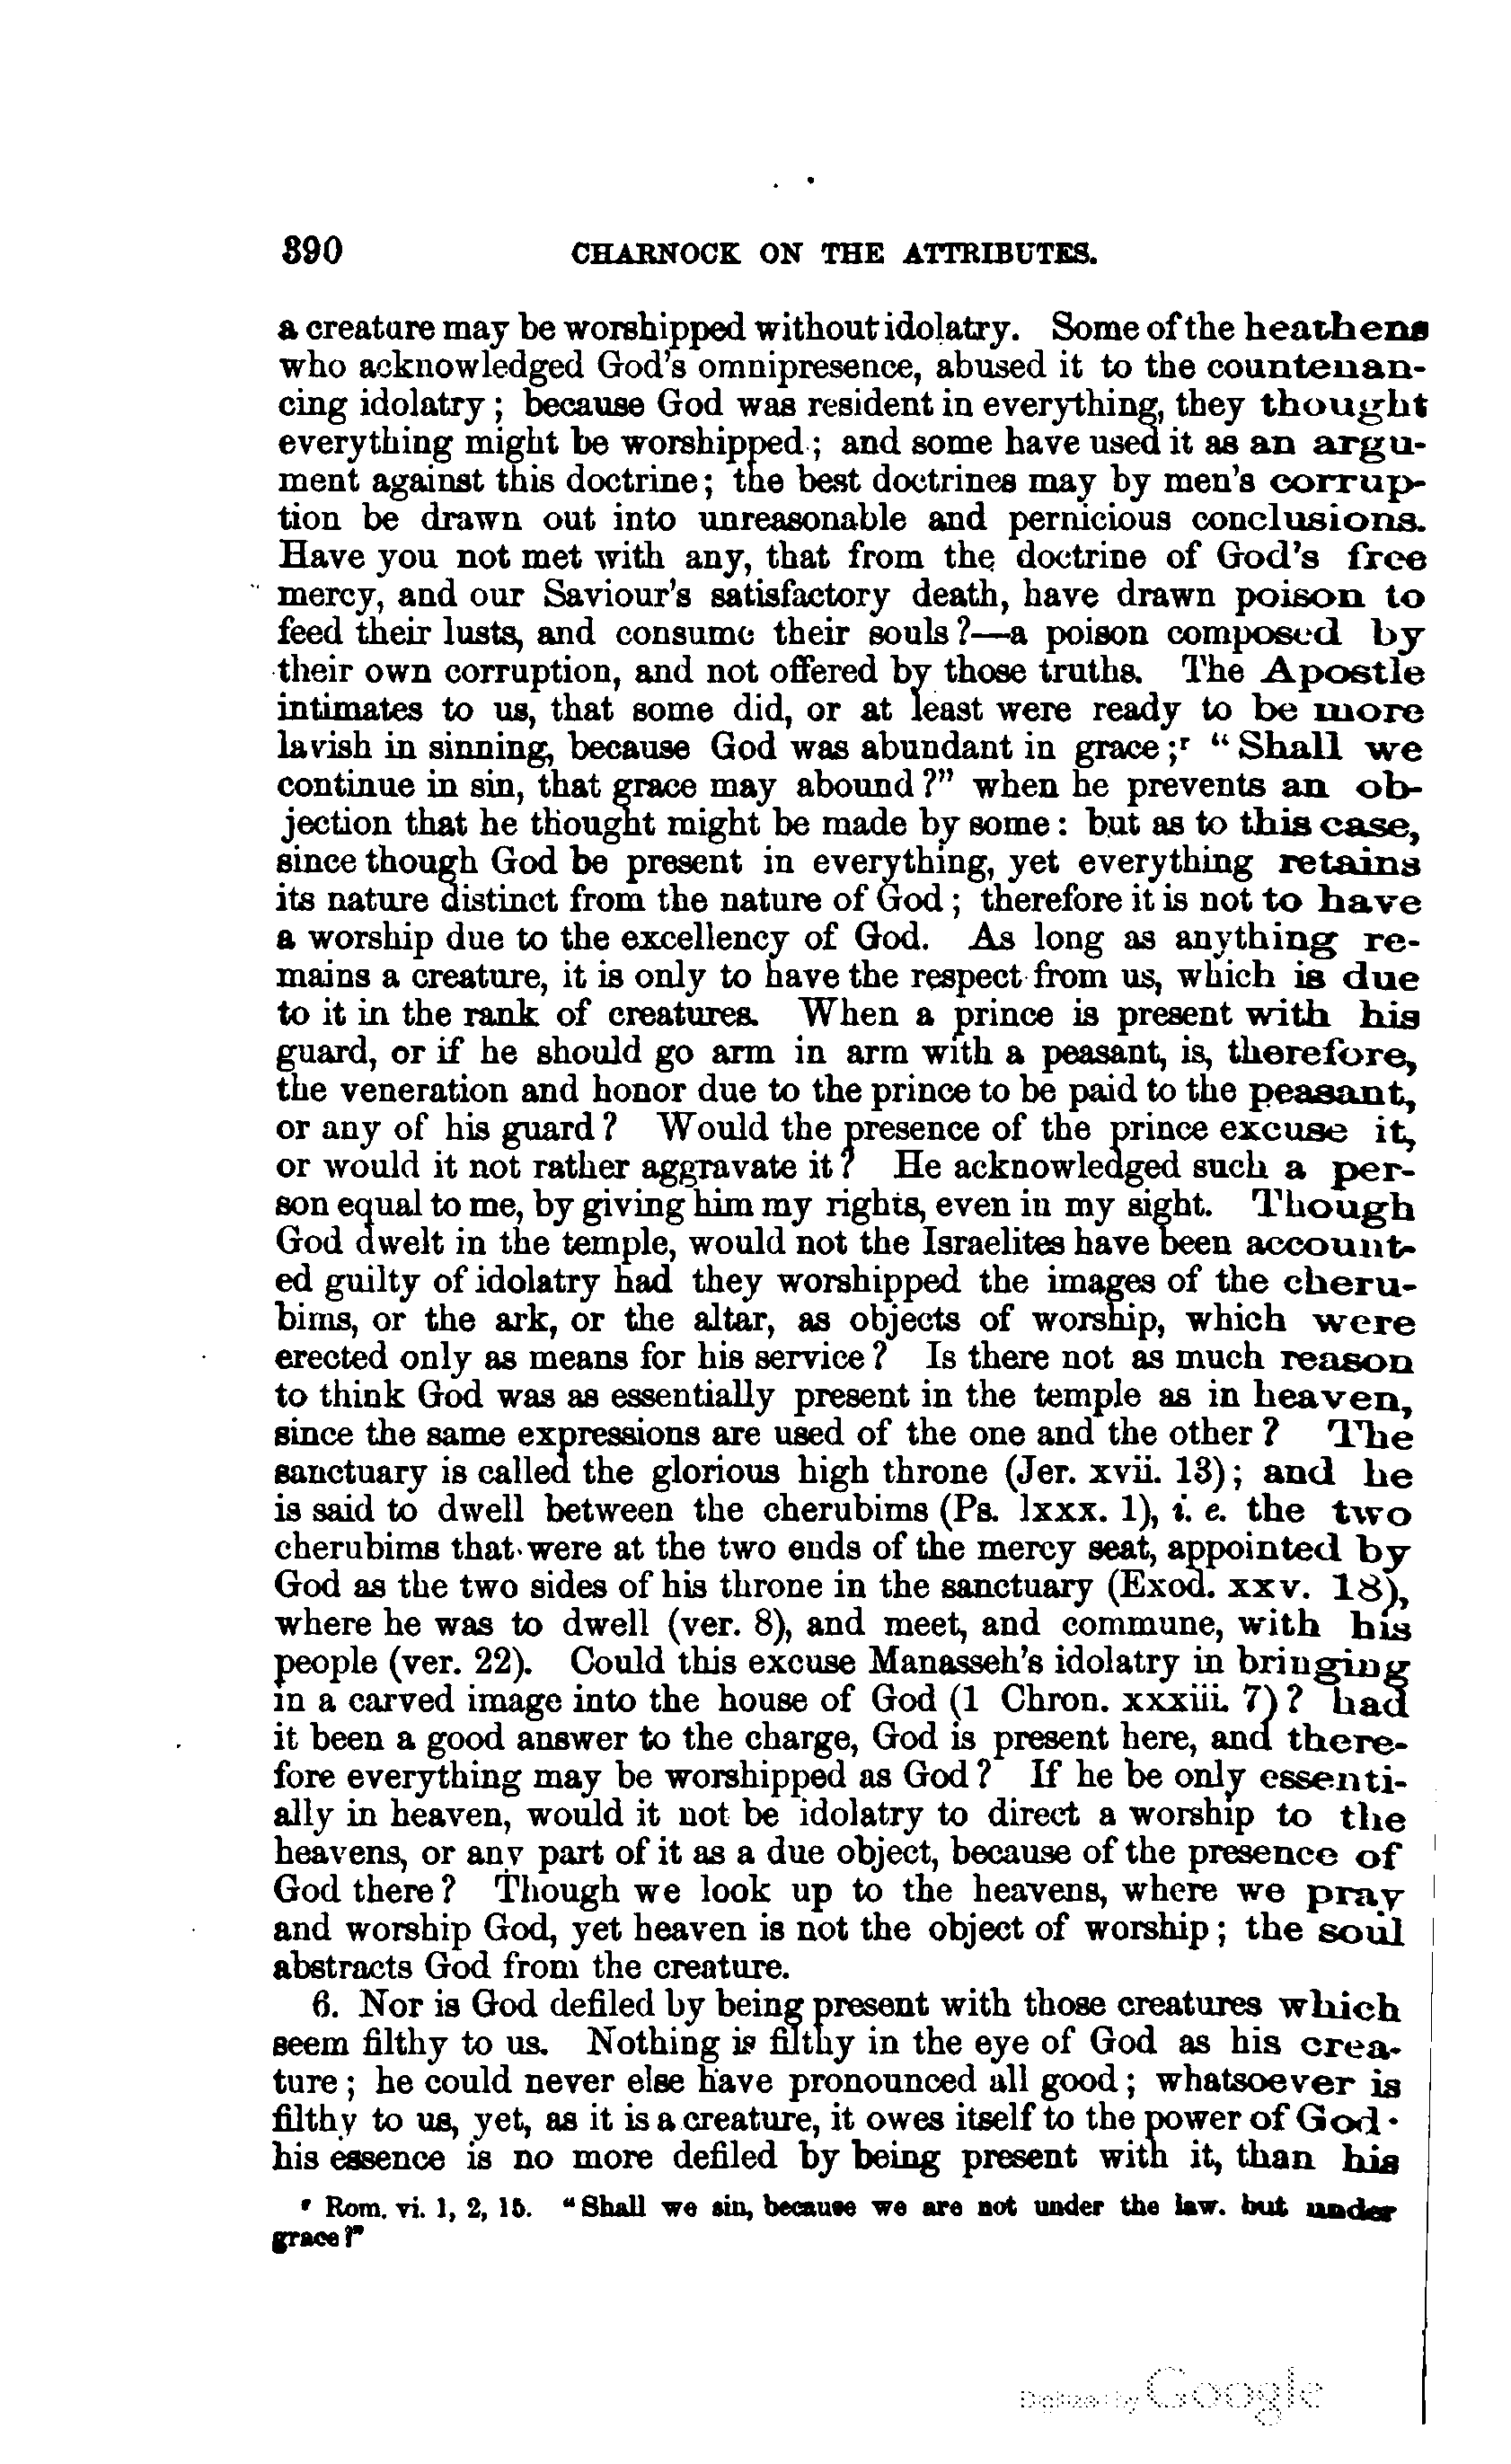 390 CHARNOCK ON THE ATTRIBUTES.
a creature may be worshipped without idolatry. Some of the heathens
who acknowledged God's omnipresence, abused it to the countenan-
cing idolatry; because God was resident in everything, they thought
everything might be worshipped; and some have used it as an argu-
ment against this doctrine; the best doctrines may by men's corrup-
tion be drawn out into unreasonable and pernicious conclusions.
Have you not met with any, that from the doctrine of God's free
mercy, and our Saviour's satisfactory death, have drawn poison to
feed their lusts, and consume their souls?—a poison composed by
their own corruption, and not offered by those truths. The Apostle
intimates to us, that some did, or at least were ready to be more
lavish in sinning, because God was abundant in grace;r "Shall we
continue in sin, that grace may abound?" when he prevents an ob-
jection that he thought might be made by some: but as to this case,
since though God be present in everything, yet everything retains
its nature distinct from the nature of God; therefore it is not to have
a worship due to the excellency of God. As long as anything re-
mains a creature, it is only to have the respect from us, which is due
to it in the rank of creatures. When a prince is present with his
guard, or if he should go arm in arm with a peasant, is, therefore,
the veneration and honor due to the prince to be paid to the peasant,
or any of his guard? Would the presence of the prince excuse it,
or would it not rather aggravate it? He acknowledged such a per-
son equal to me, by giving him my rights, even in my sight. Though
God dwelt in the temple, would not the Israelites have been account-
ed guilty of idolatry had they worshipped the images of the cheru-
bims, or the ark, or the altar, as objects of worship, which were
erected only as means for his service? Is there not as much reason
to think God was as essentially present in the temple as in heaven,
since the same expressions are used of the one and the other? The
sanctuary is called the glorious high throne (Jer. xvii. 13); and he
is said to dwell between the cherubims (Ps. lxxx. 1), i. e. the two
cherubims that were at the two ends of the mercy seat, appointed by
God as the two sides of his throne in the sanctuary (Exod. xxv. 18),
where he was to dwell (ver. 8), and meet, and commune, with his
people (ver. 22). Could this excuse Manasseh's idolatry in bringing
in a carved image into the house of God (1 Chron. xxxiii. 7)? had
it been a good answer to the charge, God is present here, and there-
fore everything may be worshipped as God? If he be only essenti-
ally in heaven, would it not be idolatry to direct a worship to the
heavens, or any part of it as a due object, because of the presence of
God there? Though we look up to the heavens, where we pray
and worship God, yet heaven is not the object of worship; the soul
abstracts God from the creature.
6. Nor is God defiled by being present with those creatures which
seem filthy to us. Nothing is filthy in the eye of God as his crea-
ture; he could never else have pronounced all good; whatsoever is
filthy to us, yet, as it is a creature, it owes itself to the power of God·
his essence is no more defiled by being present with it, than his
r Rom. vi. 1, 2, 15. "Shall we sin, because we are not under the law. but under
grace?"
Digitized by Google